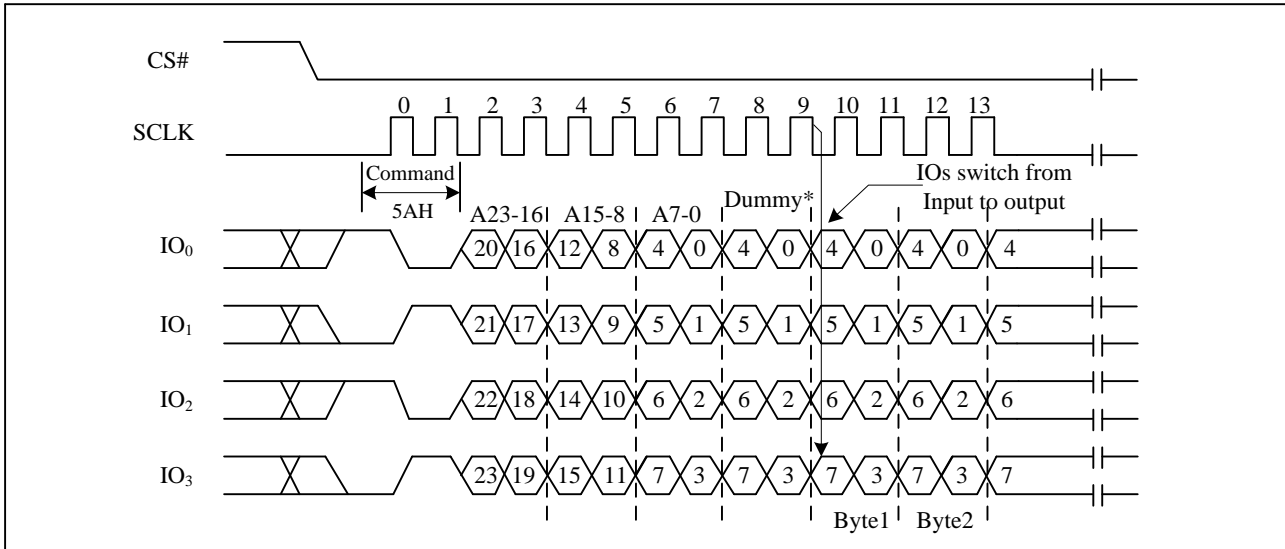 CS#
0 1 2 3 4 5 6 7 8 9 10 11 12 13
SCLK
Command
5AH
IOs switch from
Input to output
A23-16 A15-8 A7-0 Dummy*
IO0 20 16 12 8 4 0 4 0 4 0 4 0 4
IO1 21 17 13 9 5 1 5 1 5 1 5 1 5
IO2 22 18 14 10 6 2 6 2 6 2 6 2 6
IO3 23 19 15 11 7 3 7 3 7 3 7 3 7
Byte1 Byte2